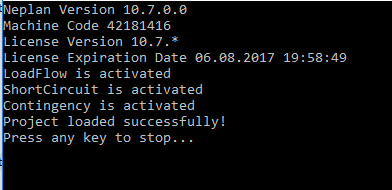 Neplan Version 10.7.0.0
Machine Code 42181416
License Version 10.7.*
License Expiration Date 06.08.2017 19:58:49
LoadFlow is activated
ShortCircuit is activated
Contingency is activated
Project loaded successfully!
Press any key to stop...